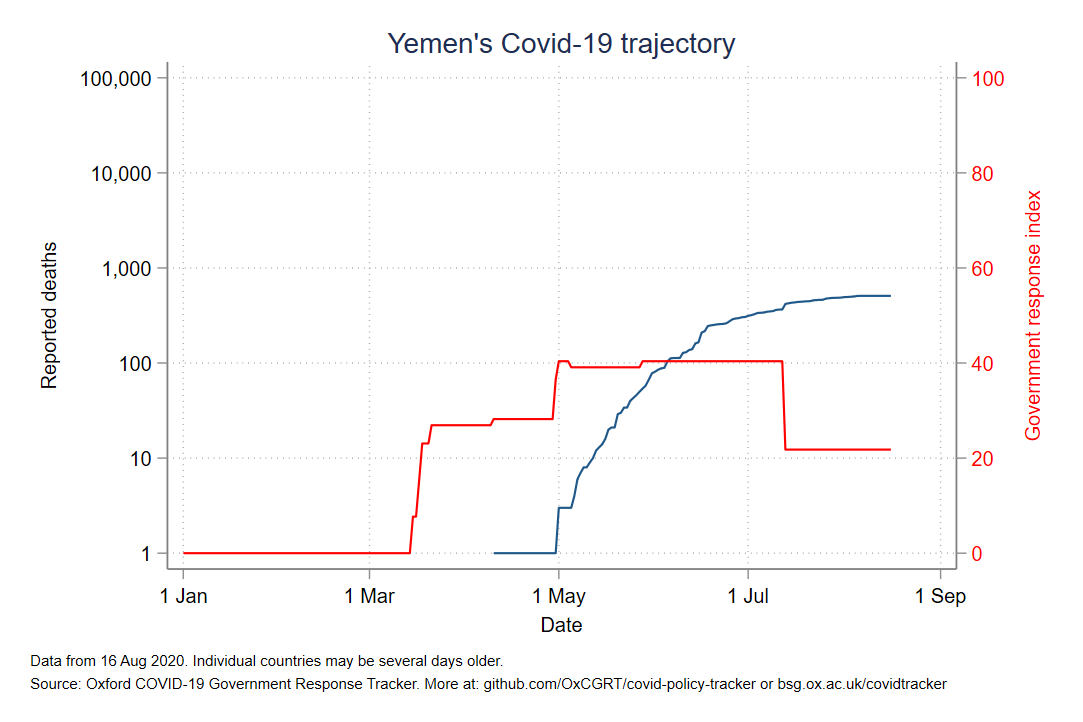 Yemen's Covid-19 trajectory
100,000
10,000
1,000
100
10
1
Reported deaths
100
80
60
40
20
0
Government response index
1 Jan
1 Mar
1 May
1 Jul
1 Sep
Date
Data from 16 Aug 2020. Individual countries may be several days older.
Source: Oxford COVID-19 Government Response Tracker. More at: github.com/OxCGRT/covid-policy-tracker or bsg.ox.ac.uk/covidtracker